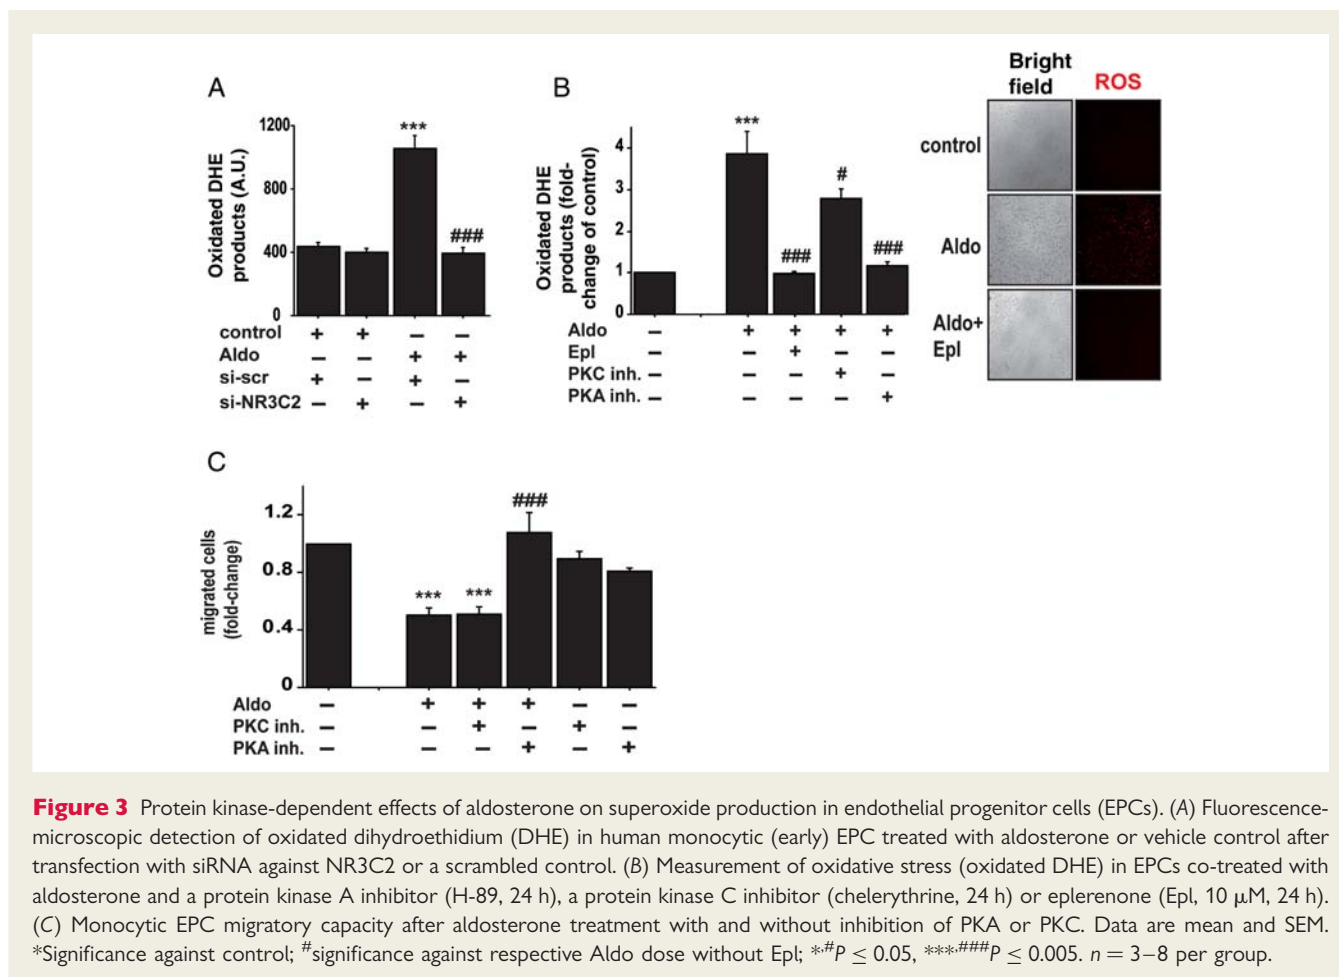 A
Oxidated DHE
products (A.U.)
1200
800
400
0
***
###
control + + – –
Aldo – – + +
si-scr + – + –
si-NR3C2 – + – +
B
Oxidated DHE
products (fold-
change of control)
4
3
2
1
0
***
###
#
###
Aldo – + + + +
Epl – – + – –
PKC inh. – – – + –
PKA inh. – – – – +
Bright
field
ROS
control
Aldo
Aldo+
Epl
C
migrated cells
(fold-change)
1.2
0.8
0.4
0
***
***
###
Aldo – + + + – –
PKC inh. – – + – + –
PKA inh. – – – + – +
Figure 3 Protein kinase-dependent effects of aldosterone on superoxide production in endothelial progenitor cells (EPCs). (A) Fluorescence-
microscopic detection of oxidated dihydroethidium (DHE) in human monocytic (early) EPC treated with aldosterone or vehicle control after
transfection with siRNA against NR3C2 or a scrambled control. (B) Measurement of oxidative stress (oxidated DHE) in EPCs co-treated with
aldosterone and a protein kinase A inhibitor (H-89, 24 h), a protein kinase C inhibitor (chelerythrine, 24 h) or eplerenone (Epl, 10 μM, 24 h).
(C) Monocytic EPC migratory capacity after aldosterone treatment with and without inhibition of PKA or PKC. Data are mean and SEM.
*Significance against control; #significance against respective Aldo dose without Epl; *,#P ≤ 0.05, ***,###P ≤ 0.005. n = 3–8 per group.